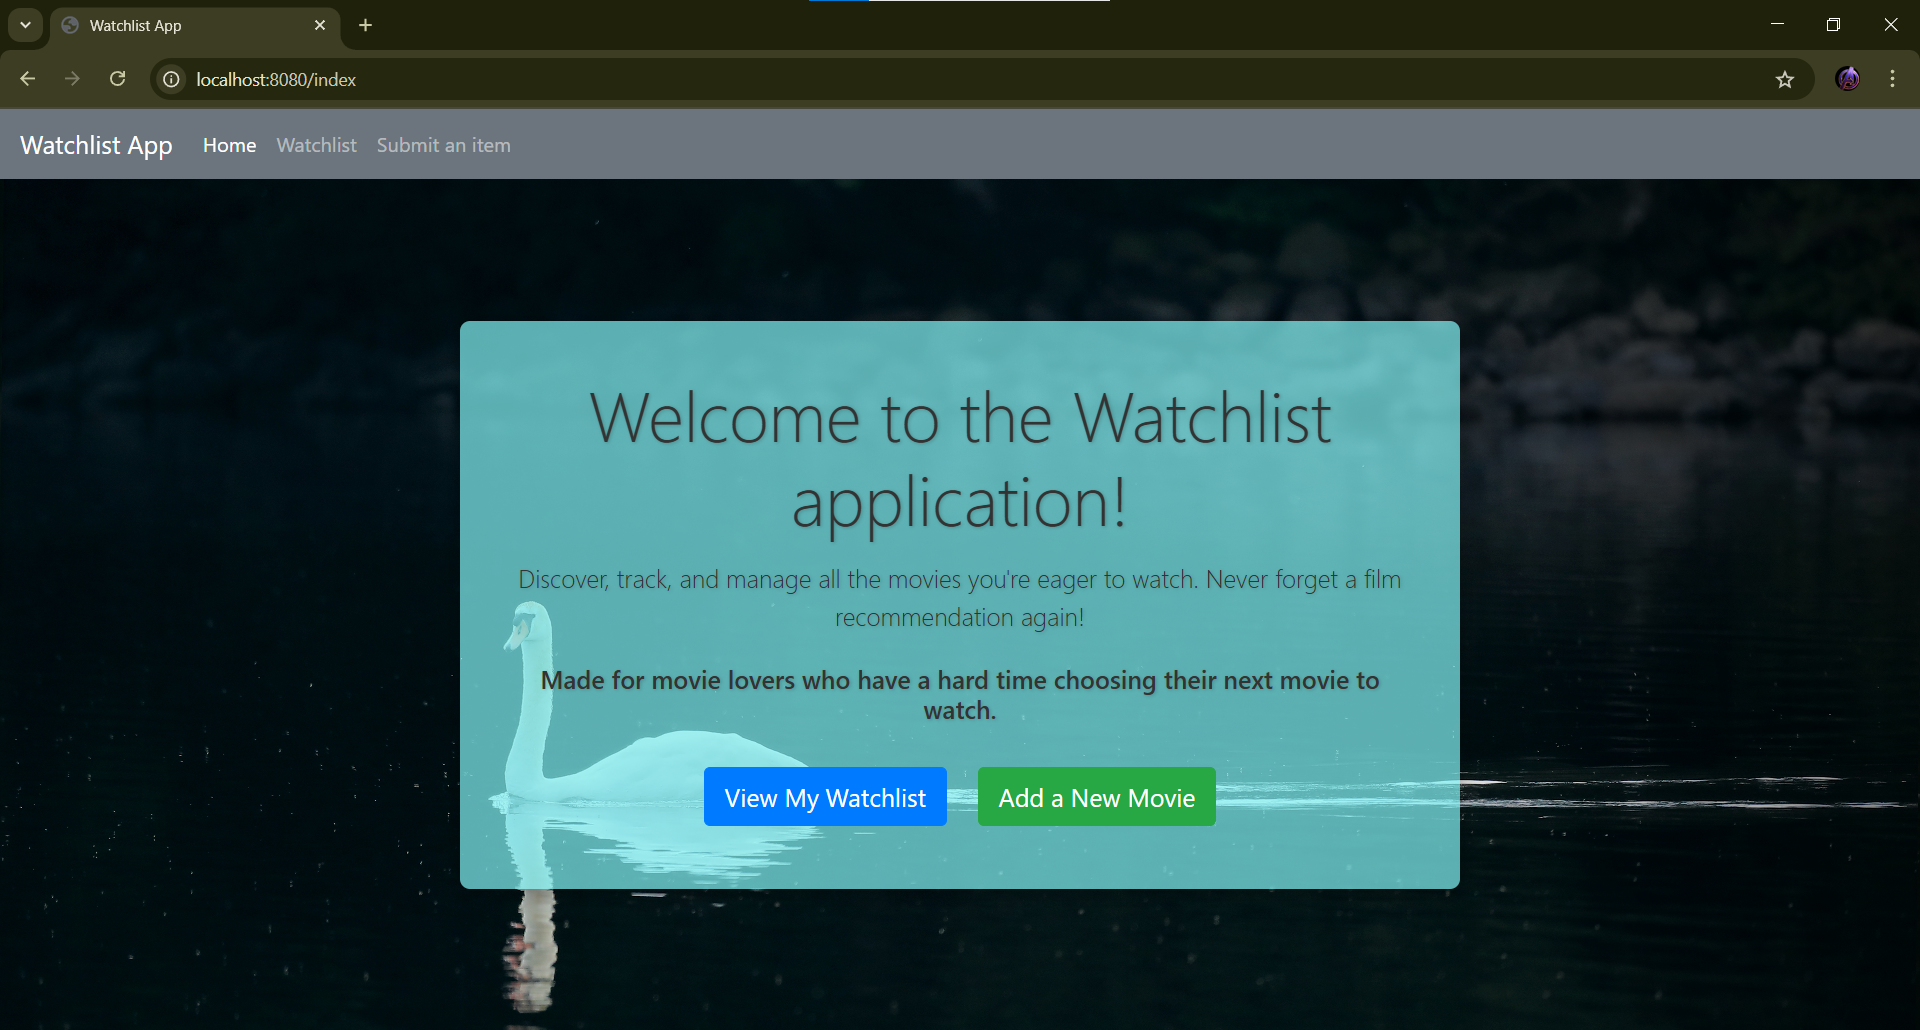 Watchlist App
localhost:8080/index
Watchlist App Home Watchlist Submit an item
Welcome to the Watchlist
application!
Discover, track, and manage all the movies you're eager to watch. Never forget a film
recommendation again!
Made for movie lovers who have a hard time choosing their next movie to
watch.
View My Watchlist Add a New Movie